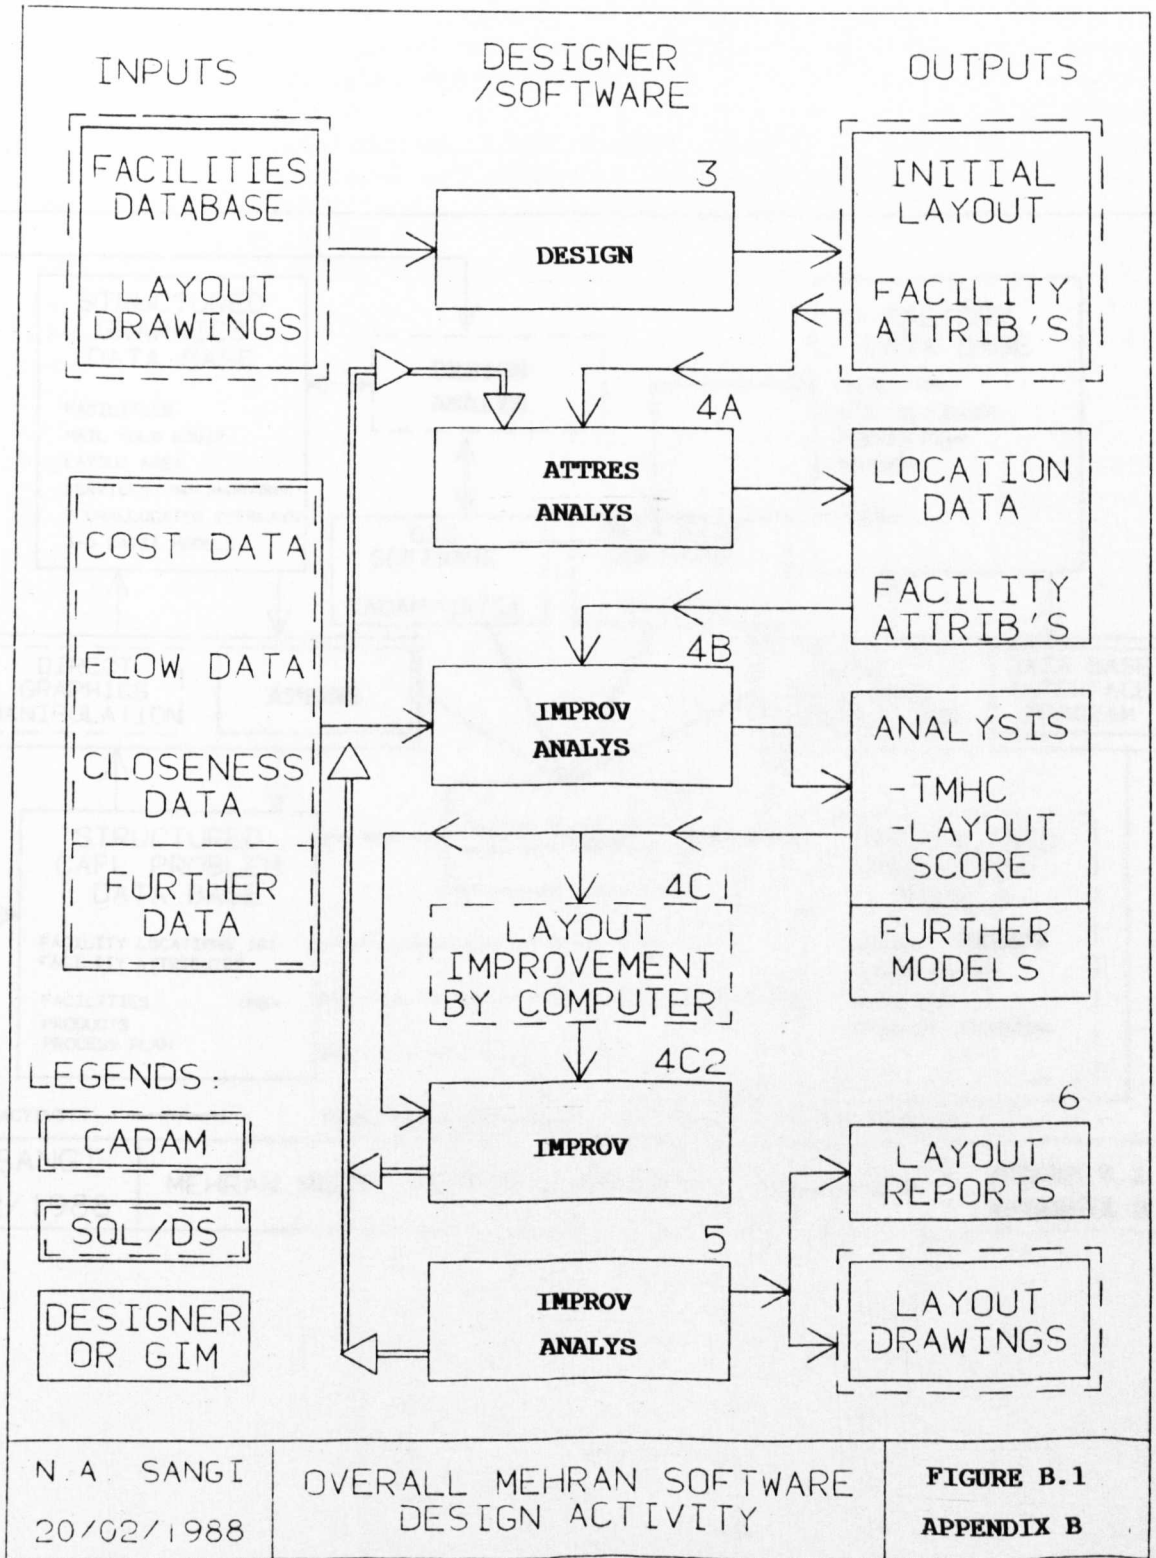 INPUTS
DESIGNER
/SOFTWARE
OUTPUTS
FACILITIES
DATABASE
LAYOUT
DRAWINGS
3
DESIGN
INITIAL
LAYOUT
FACILITY
ATTRIB'S
4A
ATTRES
ANALYS
LOCATION
DATA
FACILITY
ATTRIB'S
COST DATA
FLOW DATA
CLOSENESS
DATA
FURTHER
DATA
4B
IMPROV
ANALYS
ANALYSIS
-TMHC
-LAYOUT
SCORE
FURTHER
MODELS
4C
LAYOUT
IMPROVEMENT
BY COMPUTER
4C2
IMPROV
LEGENDS:
CADAM
SQL/DS
DESIGNER
OR GIM
5
IMPROV
ANALYS
6
LAYOUT
REPORTS
LAYOUT
DRAWINGS
N.A. SANGI
20/02/1988
OVERALL MEHRAN SOFTWARE
DESIGN ACTIVITY
FIGURE B.1
APPENDIX B